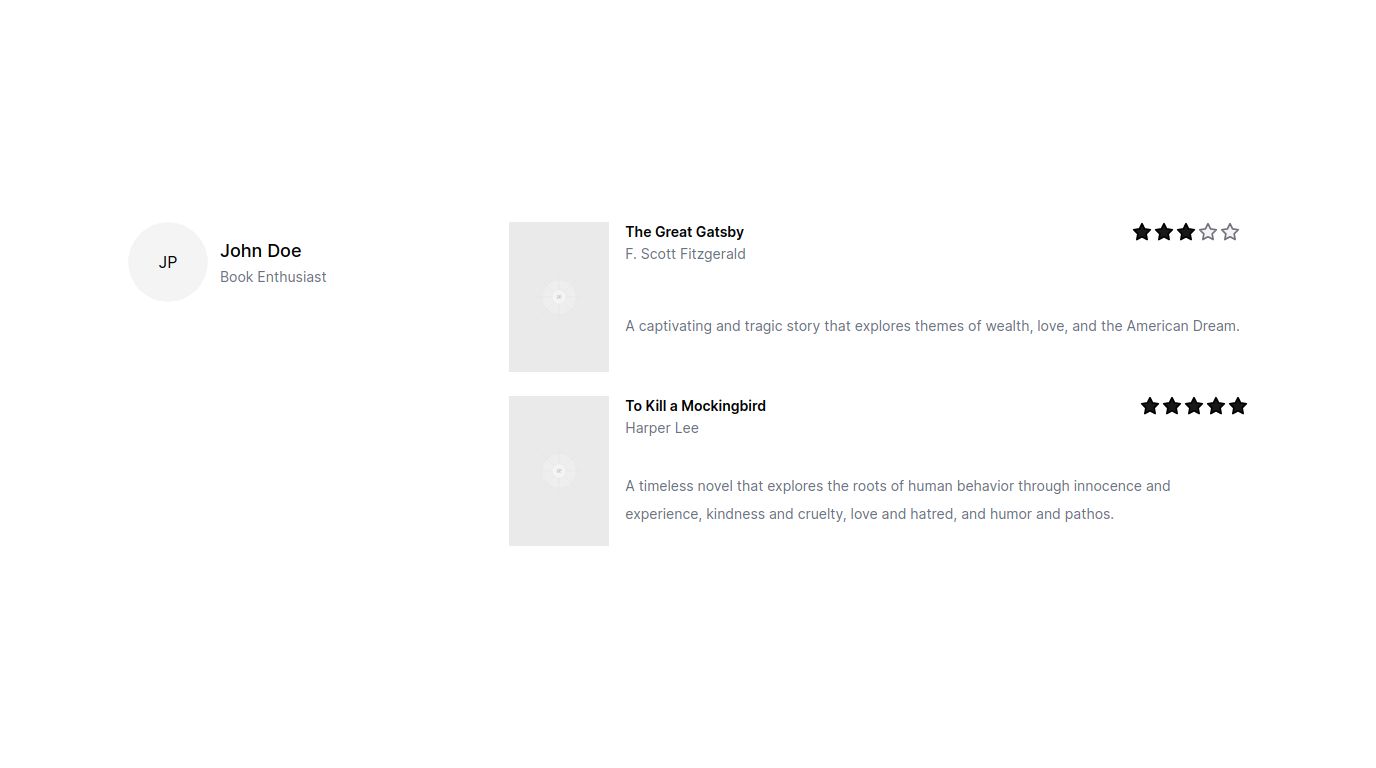 JP
John Doe
Book Enthusiast
The Great Gatsby
F. Scott Fitzgerald
A captivating and tragic story that explores themes of wealth, love, and the American Dream.
To Kill a Mockingbird
Harper Lee
A timeless novel that explores the roots of human behavior through innocence and
experience, kindness and cruelty, love and hatred, and humor and pathos.